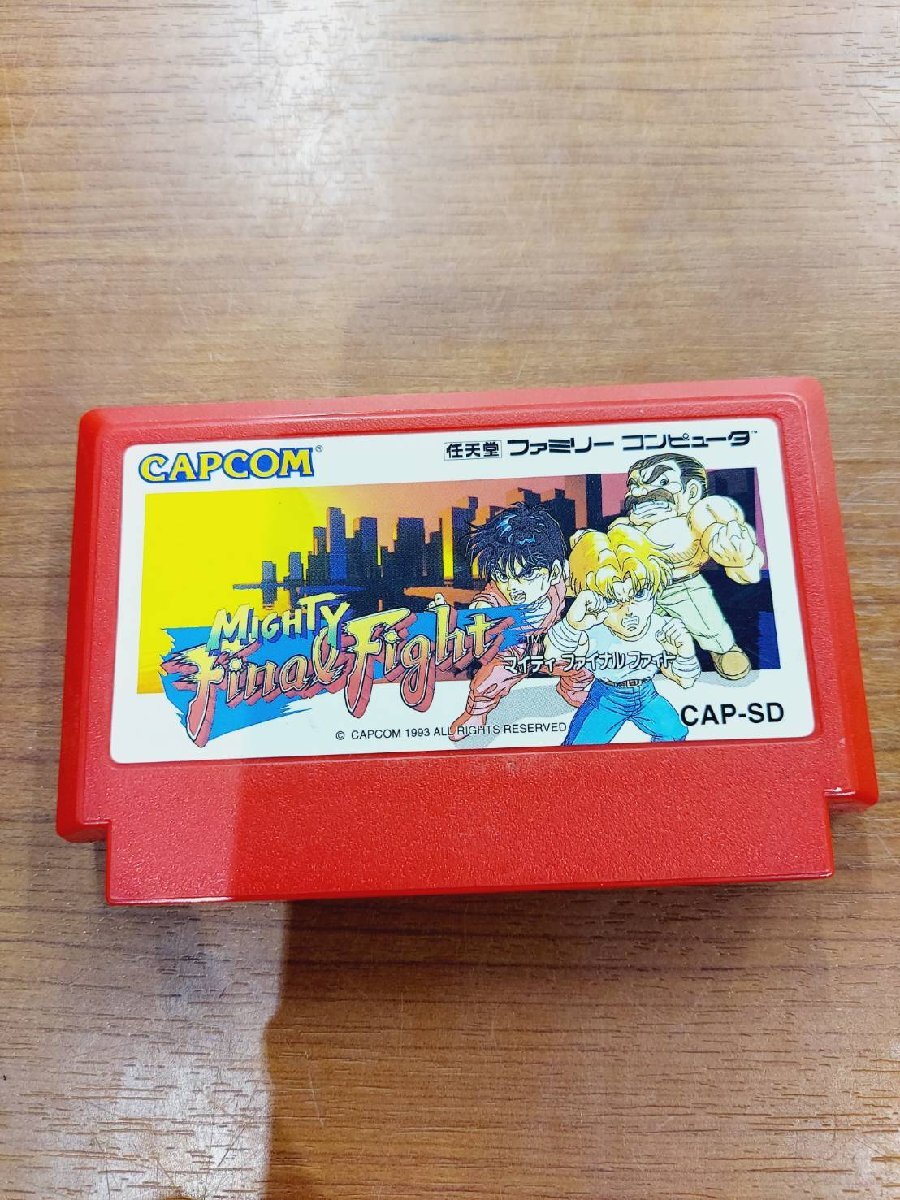 CAPCOM®
任天堂 ファミリー コンピュータ™
MIGHTY
Final Fight
マイティ ファイナル ファイト
© CAPCOM 1993 ALL RIGHTS RESERVED
CAP-SD